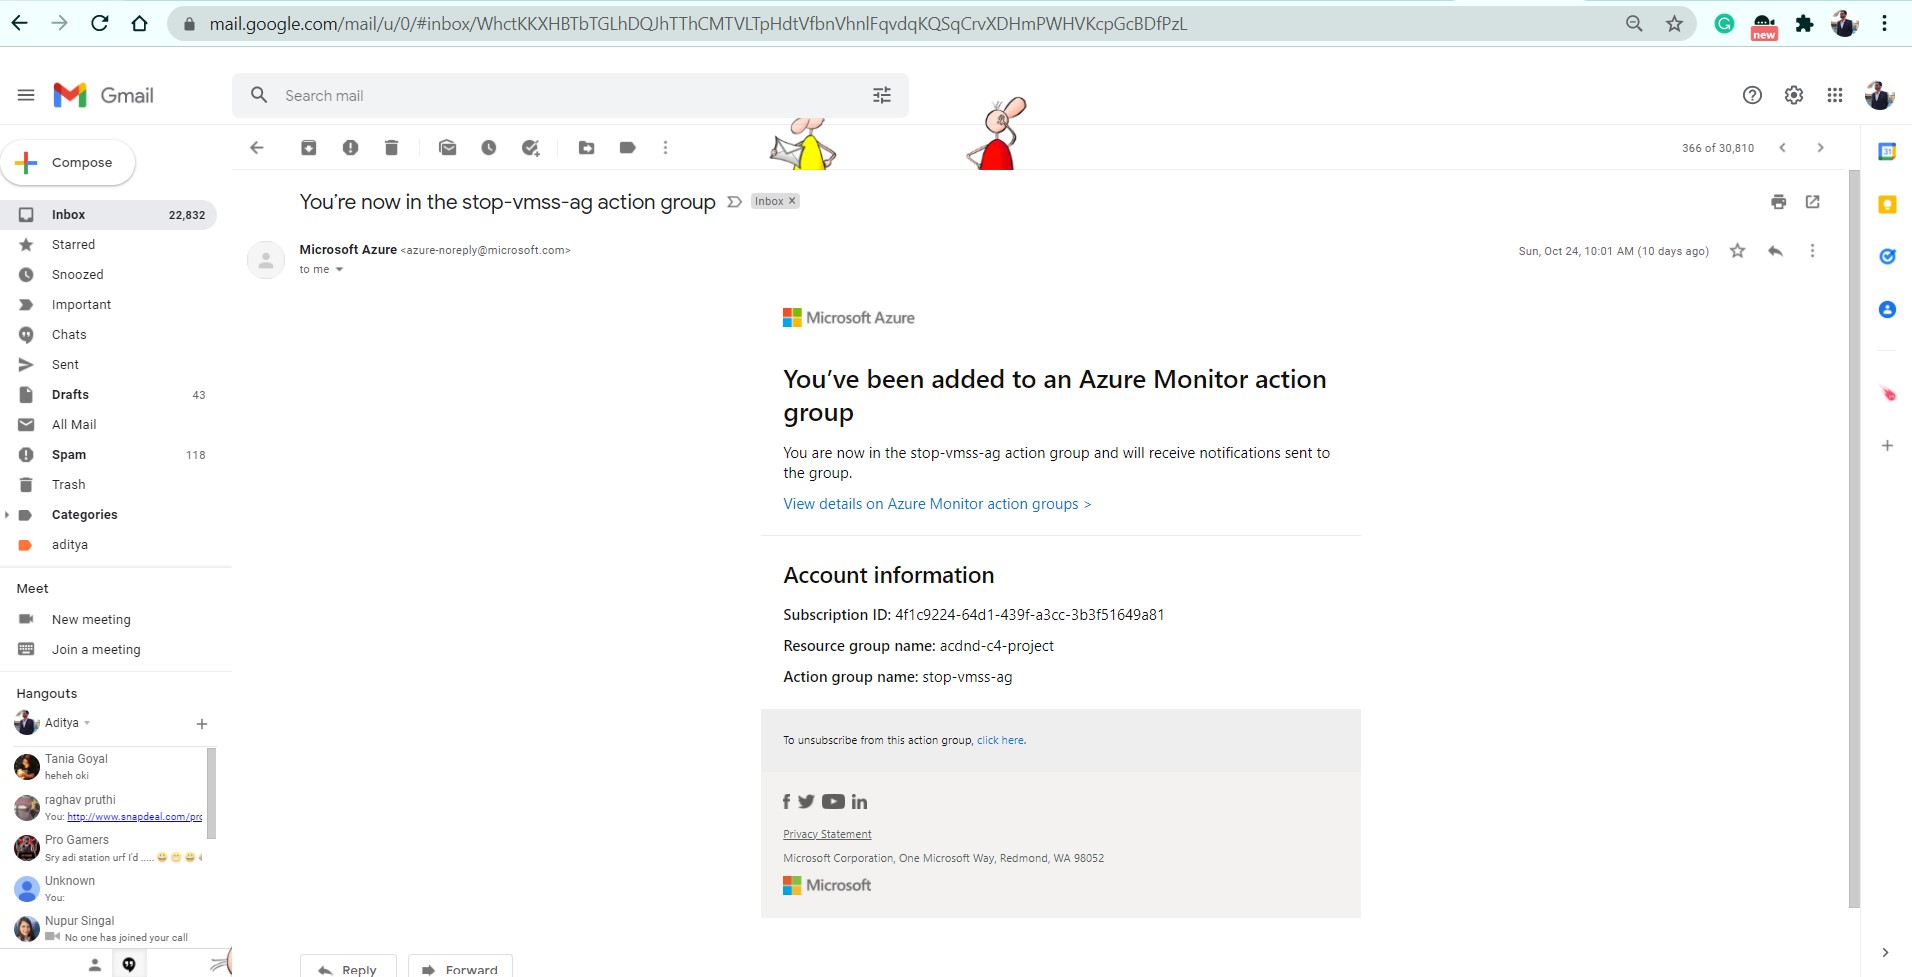 mail.google.com/mail/u/0/#inbox/WhctKKXHBTbTGLhDQJhTThCMTVLTpHdtVfbnVhnlFqvdqKQSqCrvXDHmPWHVKcpGcBDfPzL
new
Gmail
Search mail
Compose
366 of 30,810
Inbox 22,832
Starred
Snoozed
Important
Chats
Sent
Drafts 43
All Mail
Spam 118
Trash
Categories
aditya
Meet
New meeting
Join a meeting
Hangouts
Aditya
Tania Goyal
heheh oki
raghav pruthi
You: http://www.snapdeal.com/pro
Pro Gamers
Sry adi station urf I'd .....
Unknown
You:
Nupur Singal
No one has joined your call
You're now in the stop-vmss-ag action group Inbox x
Microsoft Azure <azure-noreply@microsoft.com>
to me
Sun, Oct 24, 10:01 AM (10 days ago)
Microsoft Azure
You've been added to an Azure Monitor action
group
You are now in the stop-vmss-ag action group and will receive notifications sent to
the group.
View details on Azure Monitor action groups >
Account information
Subscription ID: 4f1c9224-64d1-439f-a3cc-3b3f51649a81
Resource group name: acdnd-c4-project
Action group name: stop-vmss-ag
To unsubscribe from this action group, click here.
Privacy Statement
Microsoft Corporation, One Microsoft Way, Redmond, WA 98052
Microsoft
Reply
Forward
31